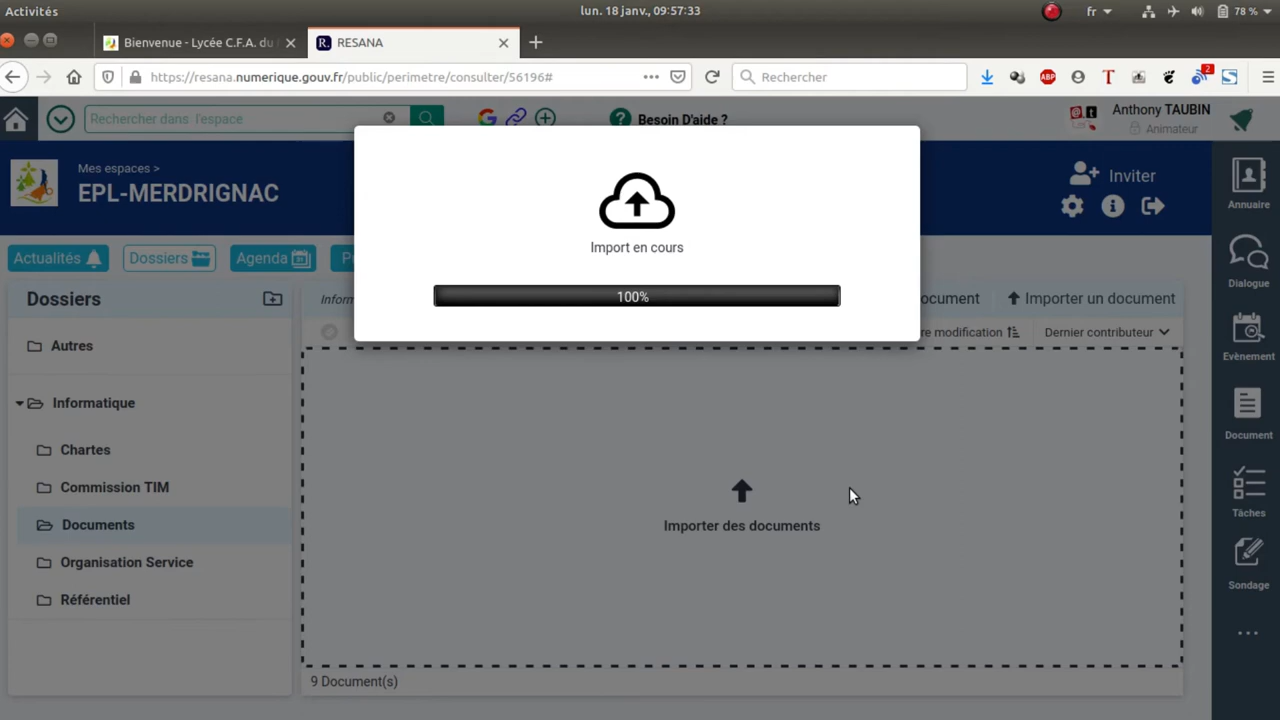 Activités
lun. 18 janv., 09:57:33
fr
78 %
Bienvenue - Lycée C.F.A. du
RESANA
https://resana.numerique.gouv.fr/public/perimetre/consulter/56196#
Rechercher
ABP
T
2
S
Rechercher dans l'espace
Besoin D'aide ?
Anthony TAUBIN
Animateur
Mes espaces >
EPL-MERDRIGNAC
Inviter
Import en cours
100%
Annuaire
Dialogue
Evènement
Document
Tâches
Sondage
Actualités
Dossiers
Agenda
Dossiers
ocument
Importer un document
re modification
Dernier contributeur
Autres
Informatique
Chartes
Commission TIM
Documents
Organisation Service
Référentiel
Importer des documents
9 Document(s)